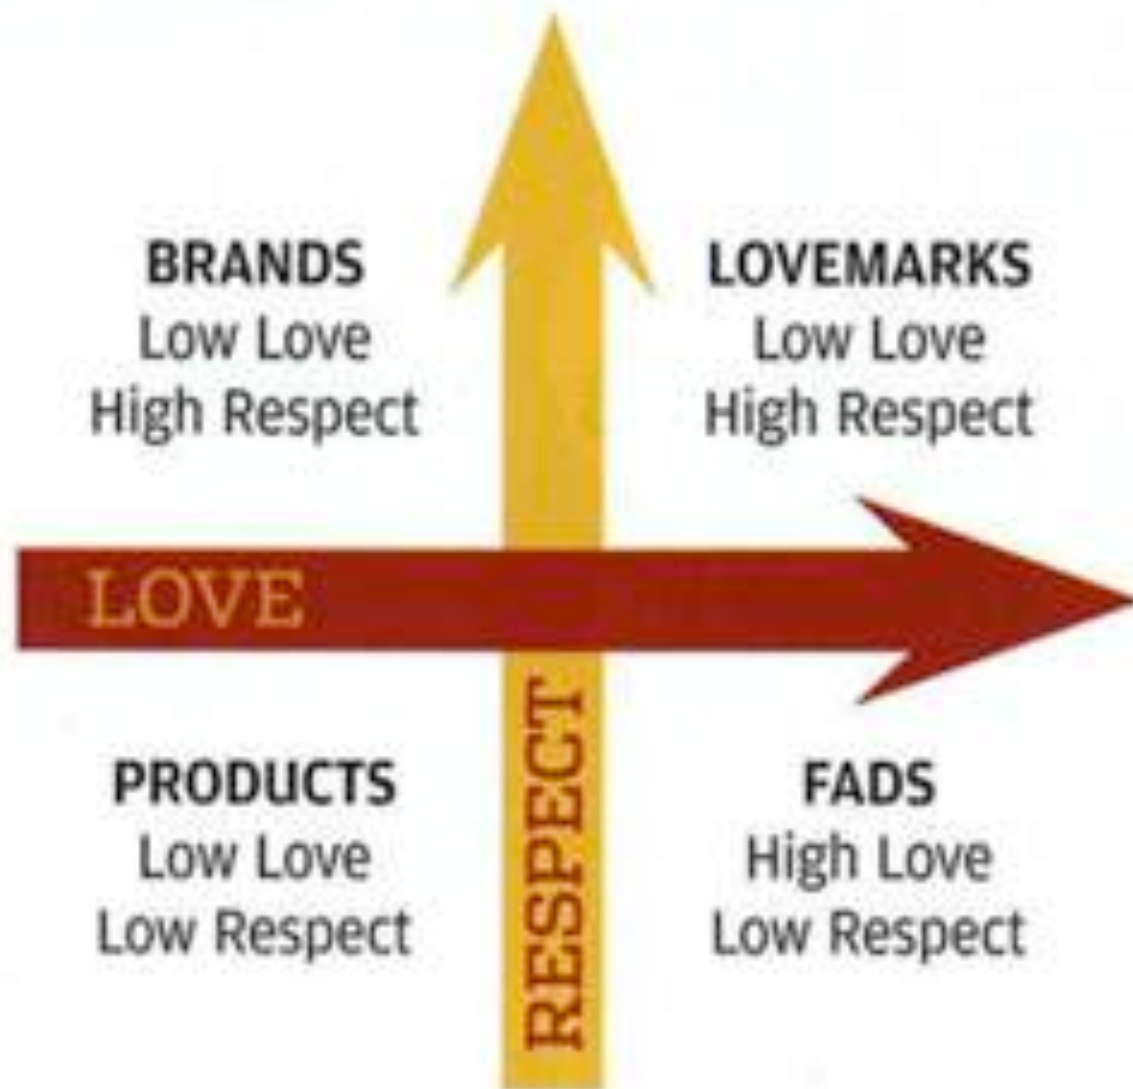 BRANDS
Low Love
High Respect
LOVEMARKS
Low Love
High Respect
LOVE
RESPECT
PRODUCTS
Low Love
Low Respect
FADS
High Love
Low Respect